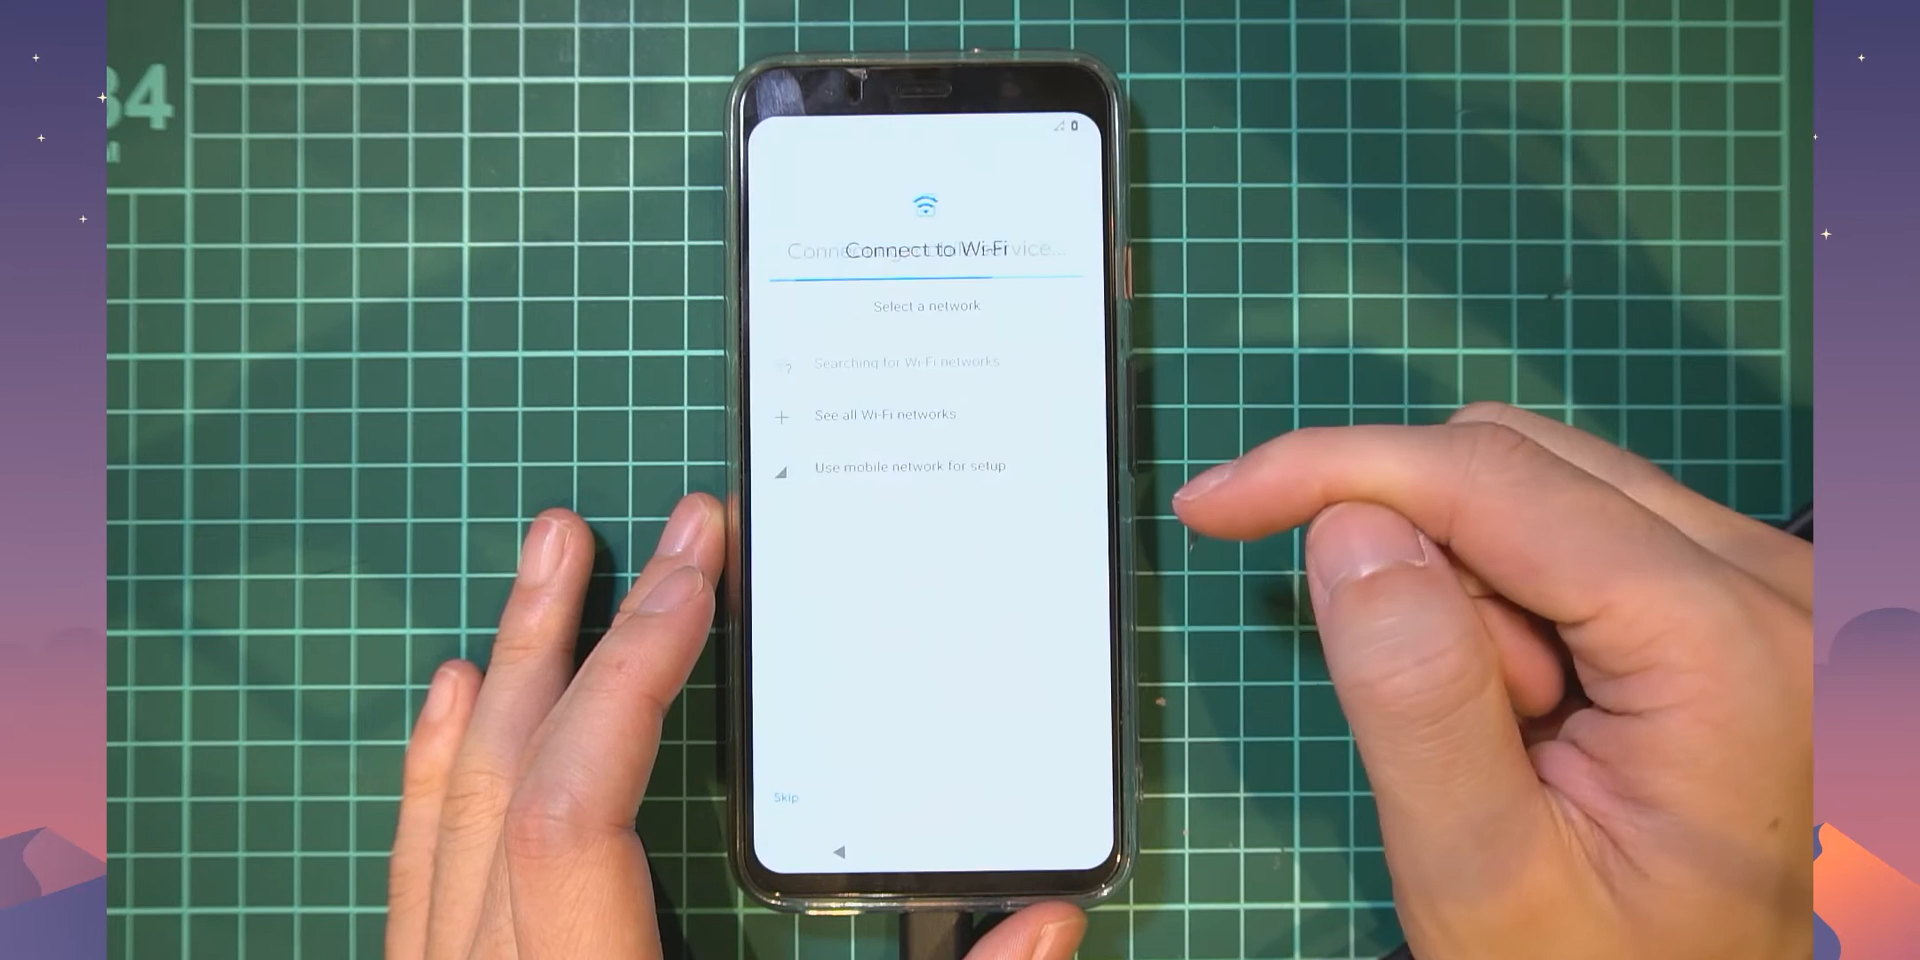 34
Connect to Wi-Fi
Select a network
?
Searching for Wi-Fi networks
+
See all Wi-Fi networks
Use mobile network for setup
Skip